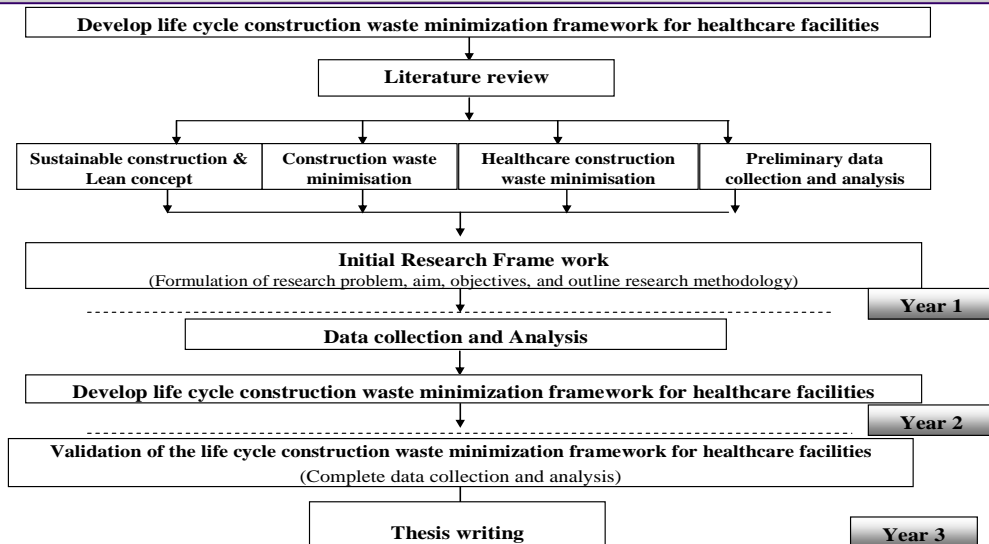 Develop life cycle construction waste minimization framework for healthcare facilities
Literature review
Sustainable construction &
Lean concept
Construction waste
minimisation
Healthcare construction
waste minimisation
Preliminary data
collection and analysis
Initial Research Frame work
(Formulation of research problem, aim, objectives, and outline research methodology)
Year 1
Data collection and Analysis
Develop life cycle construction waste minimization framework for healthcare facilities
Year 2
Validation of the life cycle construction waste minimization framework for healthcare facilities
(Complete data collection and analysis)
Thesis writing
Year 3